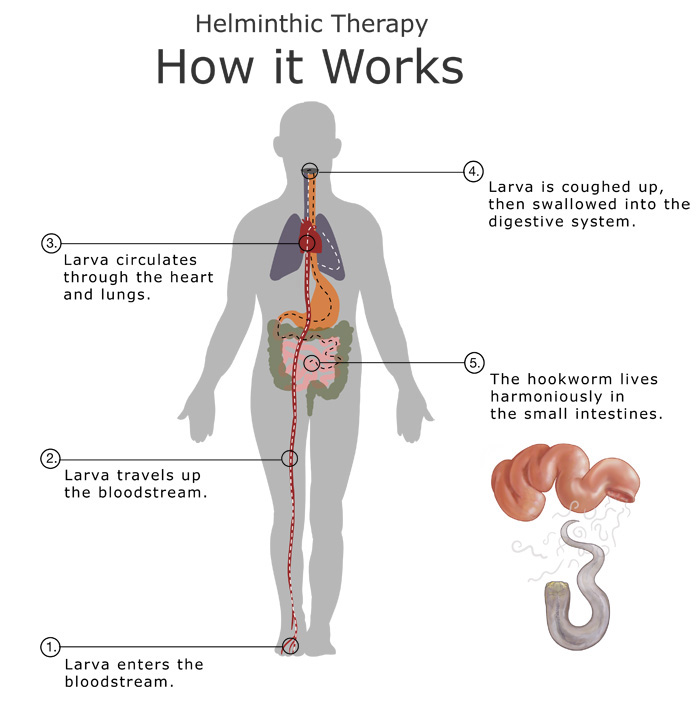 Helminthic Therapy
How it Works
1.
Larva enters the
bloodstream.
2.
Larva travels up
the bloodstream.
3.
Larva circulates
through the heart
and lungs.
4.
Larva is coughed up,
then swallowed into the
digestive system.
5.
The hookworm lives
harmoniously in
the small intestines.